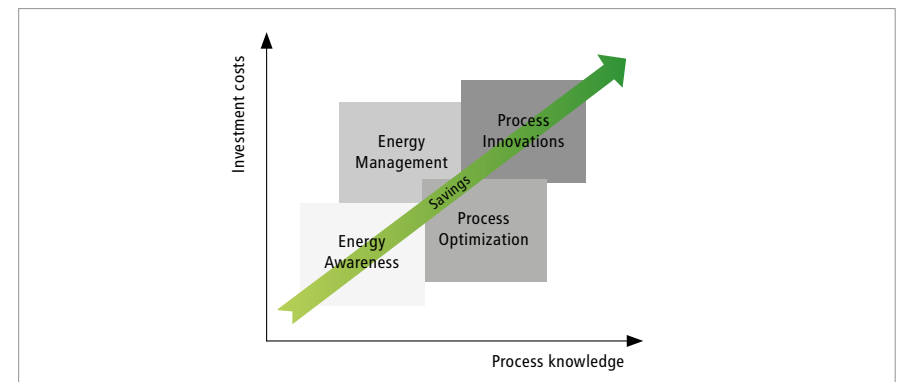 Investment costs
Process
Innovations
Energy
Management
Savings
Process
Optimization
Energy
Awareness
Process knowledge